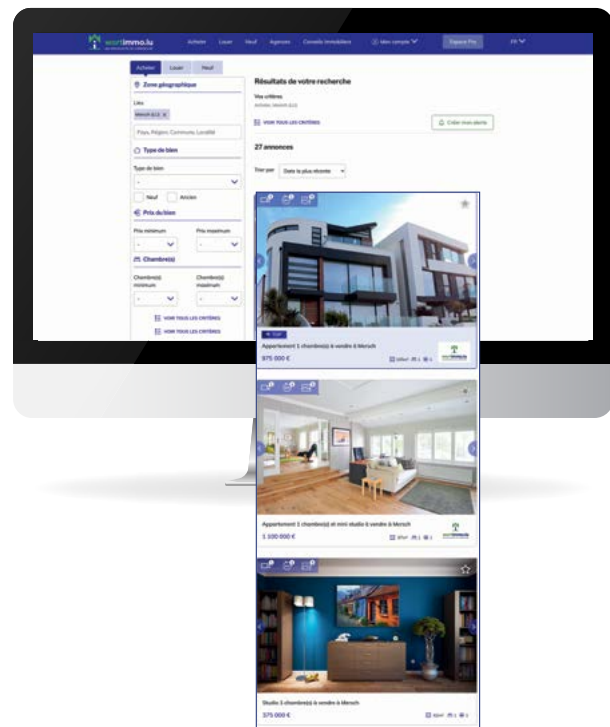 wortimmo.lu
Acheter Louer Neuf Agences Conseils Immobiliers Mon compte Espace Pro FR
Acheter Louer Neuf
Zone géographique
Lieu
Pays, Région, Commune, Localité
Type de bien
Type de bien
-
Neuf Ancien
Prix du bien
Prix minimum Prix maximum
- -
Chambre(s)
Chambre(s) minimum Chambre(s) maximum
- -
VOIR TOUS LES CRITÈRES
VOIR TOUS LES CRITÈRES
Résultats de votre recherche
Vos critères
VOIR TOUS LES CRITÈRES
Créer mon alerte
27 annonces
Trier par Date la plus récente
Appartement 1 chambre(s) à vendre à Mersch
975 000 €
wortimmo.lu
Appartement 1 chambre(s) et mini studio à vendre à Mersch
1 100 000 €
wortimmo.lu
Studio 1 chambre(s) à vendre à Mersch
375 000 €